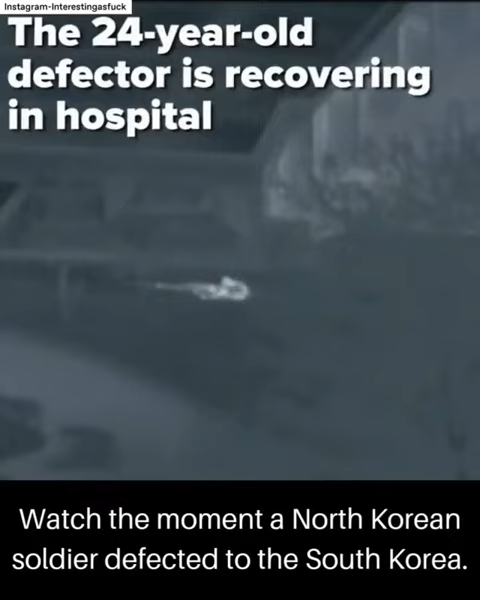 Instagram-Interestingasfuck
The 24-year-old
defector is recovering
in hospital
Watch the moment a North Korean
soldier defected to the South Korea.